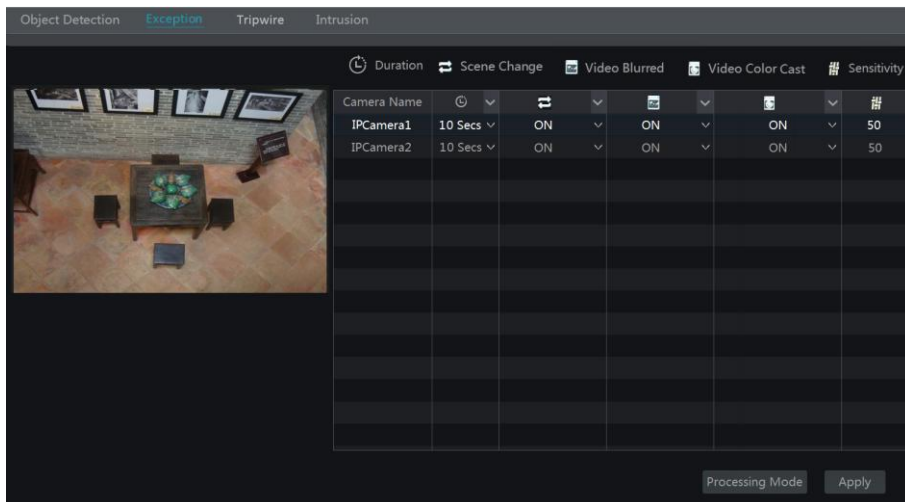 Object Detection Exception Tripwire Intrusion
Duration Scene Change Video Blurred Video Color Cast Sensitivity
Camera Name
IPCamera1 10 Secs ON ON ON 50
IPCamera2 10 Secs ON ON ON 50
Processing Mode Apply